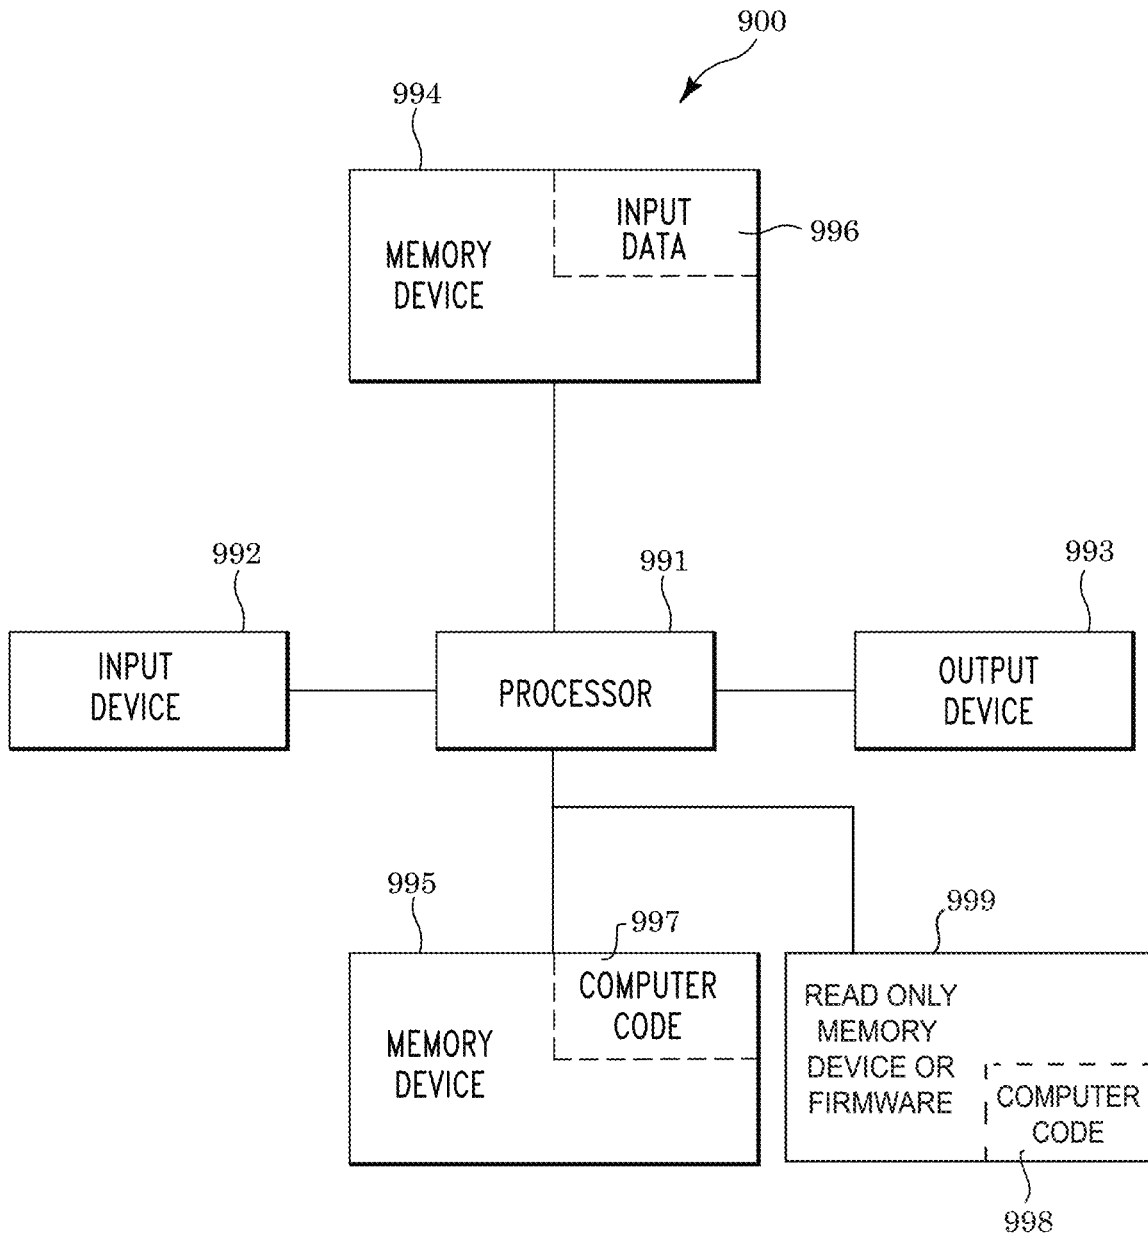 900
994
INPUT
DATA
996
MEMORY
DEVICE
992
991
993
INPUT
DEVICE
PROCESSOR
OUTPUT
DEVICE
995
997
999
COMPUTER
CODE
MEMORY
DEVICE
READ ONLY
MEMORY
DEVICE OR
FIRMWARE
COMPUTER
CODE
998